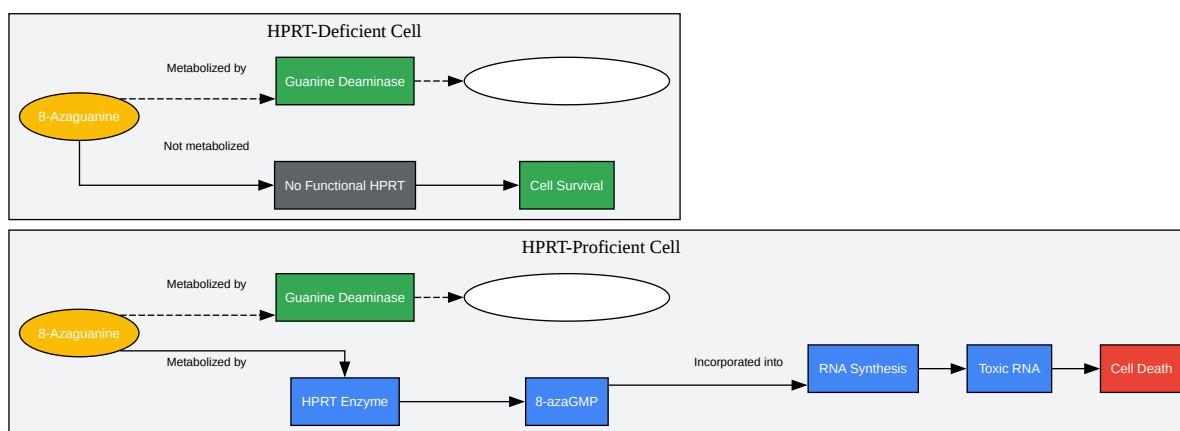 HPRT-Deficient Cell
Metabolized by
Guanine Deaminase
8-Azaguanine
Not metabolized
No Functional HPRT
Cell Survival
HPRT-Proficient Cell
Metabolized by
Guanine Deaminase
8-Azaguanine
Metabolized by
Incorporated into
RNA Synthesis
Toxic RNA
Cell Death
HPRT Enzyme
8-azaGMP